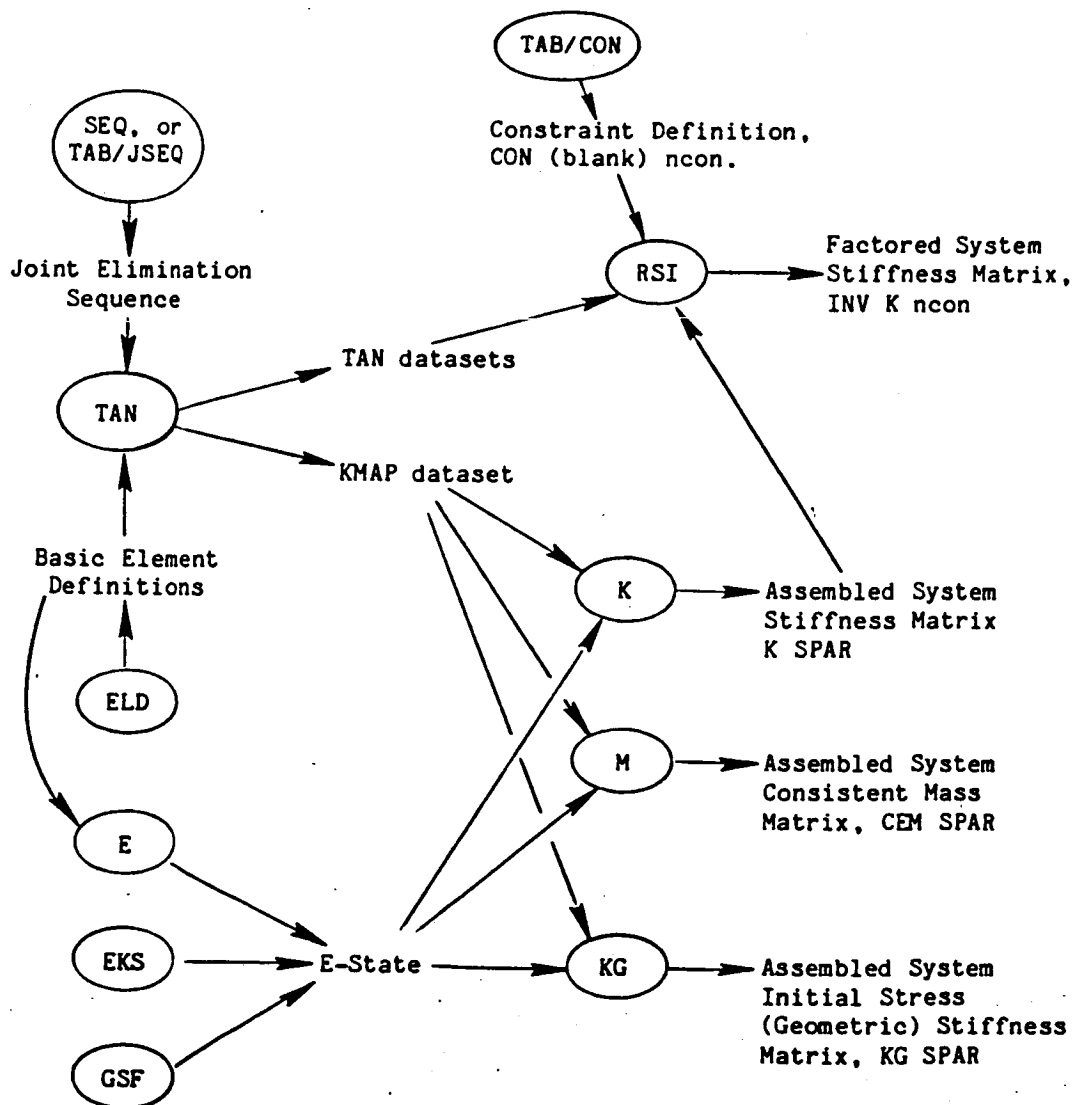 TAB/CON
Constraint Definition,
CON (blank) ncon.
SEQ, or
TAB/JSEQ
Joint Elimination
Sequence
RSI
Factored System
Stiffness Matrix,
INV K ncon
TAN
TAN datasets
KMAP dataset
Basic Element
Definitions
K
Assembled System
Stiffness Matrix
K SPAR
ELD
M
Assembled System
Consistent Mass
Matrix, CEM SPAR
E
EKS
E-State
KG
Assembled System
Initial Stress
(Geometric) Stiffness
Matrix, KG SPAR
GSF